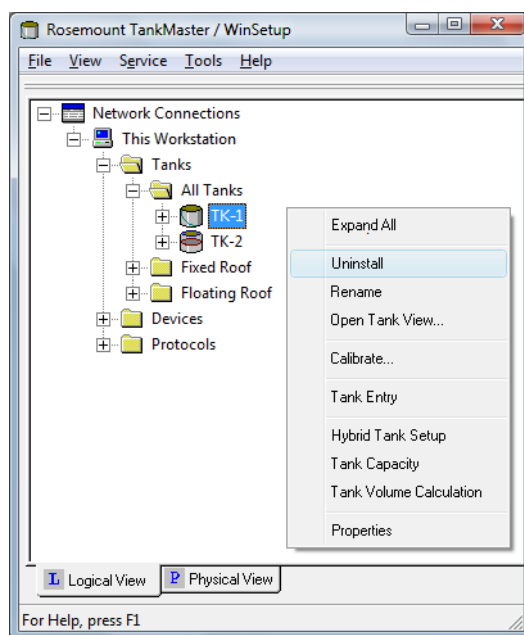 Rosemount TankMaster / WinSetup
File View Service Tools Help
Network Connections
This Workstation
Tanks
All Tanks
TK-1
TK-2
Fixed Roof
Floating Roof
Devices
Protocols
Expand All
Uninstall
Rename
Open Tank View...
Calibrate...
Tank Entry
Hybrid Tank Setup
Tank Capacity
Tank Volume Calculation
Properties
L Logical View P Physical View
For Help, press F1